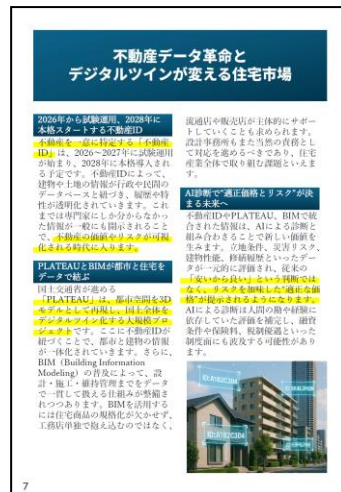 不動産データ革命と
デジタルツインが変える住宅市場
2026年から試験運用、2028年に
本格スタートする不動産ID
不動産を一意に特定する「不動産
ID」は、2026~2027年に試験運用
が始まり、2028年に本格導入され
る予定です。不動産IDによって、
建物や土地の情報が行政や民間の
データベースと紐づき、履歴や特
性が透明化されていきます。これ
までは専門家にしか分からなかっ
た情報が一般にも開示されること
で、不動産の価値やリスクが可視
化される時代に入ります。
PLATEAUとBIMが都市と住宅を
データで結ぶ
国土交通省が進める
「PLATEAU」は、都市空間を3D
モデルとして再現し、国土全体を
デジタルツイン化する大規模プロ
ジェクトです。ここに不動産IDが
紐づくことで、都市と建物の情報
が一体化されていきます。さらに、
BIM（Building Information
Modeling）の普及によって、設
計・施工・維持管理までをデータ
で一貫して扱える仕組みが整備さ
れつつあります。BIMを活用する
には住宅商品の規格化が欠かせず、
工務店単独で抱え込むのではなく、
流通店や販売店が主体的にサポー
トしていくことも求められます。
設計事務所もまた当然の責務とし
て対応を進めるべきであり、住宅
産業全体で取り組む課題といえま
す。
AI診断で“適正価格とリスク”が決
まる未来へ
不動産IDやPLATEAU、BIMで統
合された情報は、AIによる診断と
組み合わさることで新しい価値を
生みます。立地条件、災害リスク、
建物性能、修繕履歴といったデー
タが一元的に評価され、従来の
「安いから良い」という判断では
なく、リスクを加味した“適正な価
格”が提示されるようになります。
AIによる診断は人間の勘や経験に
依存していた評価を補完し、融資
条件や保険料、税制優遇といった
制度面にも波及する可能性があり
ます。
7